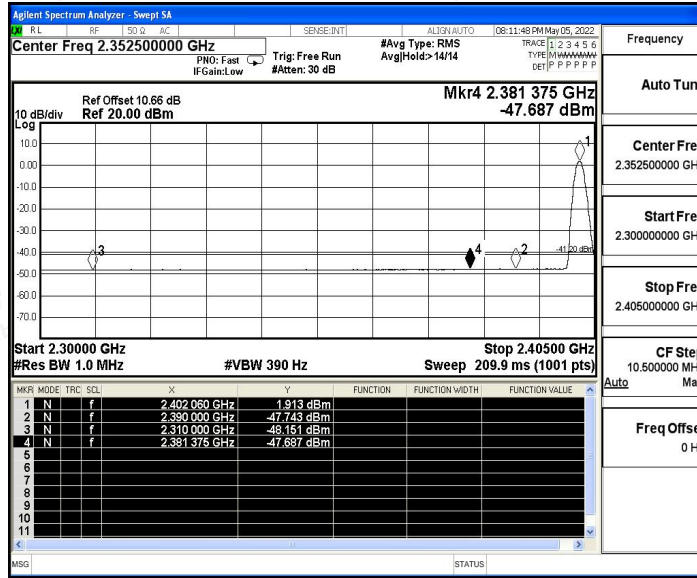 Agilent Spectrum Analyzer - Swept SA
LXI RL RF 50 Ω AC SENSE:INT ALIGN AUTO 08:11:48 PM May 05, 2022
Center Freq 2.352500000 GHz
PNO: Fast
IFGain:Low
Trig: Free Run
#Atten: 30 dB
#Avg Type: RMS
Avg|Hold:>14/14
TRACE 1 2 3 4 5 6
TYPE MWWWWW
DET P P P P P P
Frequency
Auto Tun
Ref Offset 10.66 dB
Ref 20.00 dBm
10 dB/div
Log
Mkr4 2.381 375 GHz
-47.687 dBm
10.0
0.00
-10.0
-20.0
-30.0
-40.0
-50.0
-60.0
-70.0
1
2
3
4
-41.20 dBm
Center Fre
2.352500000 GH
Start Fre
2.300000000 GH
Stop Fre
2.405000000 GH
Start 2.30000 GHz
#Res BW 1.0 MHz
#VBW 390 Hz
Stop 2.40500 GHz
Sweep 209.9 ms (1001 pts)
CF Ste
10.500000 MH
Auto Ma
Freq Offse
0 H
MKR MODE TRC SCL X Y FUNCTION FUNCTION WIDTH FUNCTION VALUE
1 N f 2.402 060 GHz 1.913 dBm
2 N f 2.390 000 GHz -47.743 dBm
3 N f 2.310 000 GHz -48.151 dBm
4 N f 2.381 375 GHz -47.687 dBm
5
6
7
8
9
10
11
MSG
STATUS